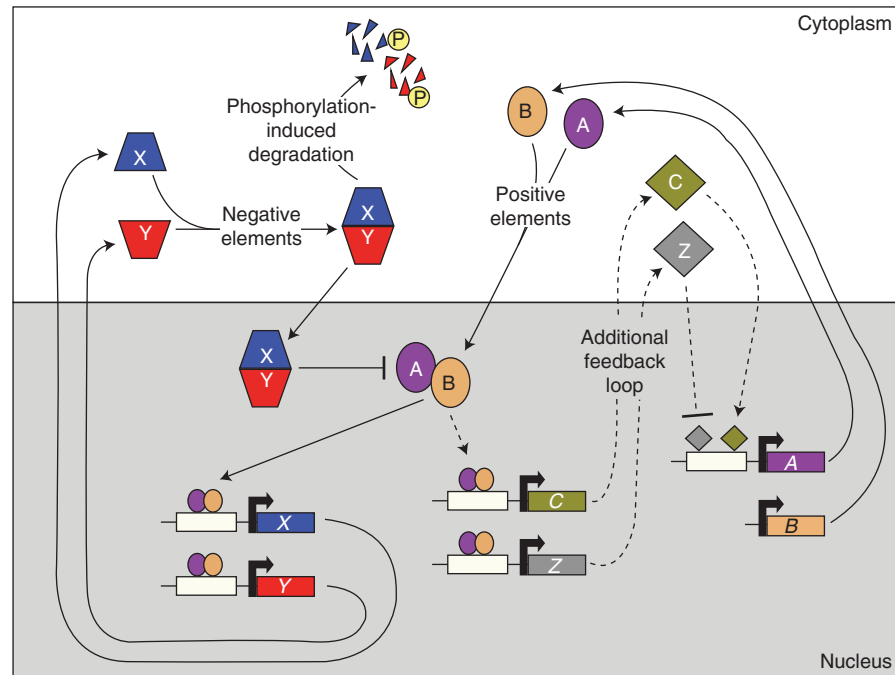 Cytoplasm
P
P
Phosphorylation-
induced
degradation
B
A
X
C
Positive
elements
Y
Negative
elements
X
Y
Z
X
Y
A
B
Additional
feedback
loop
A
C
X
B
Z
Y
Nucleus